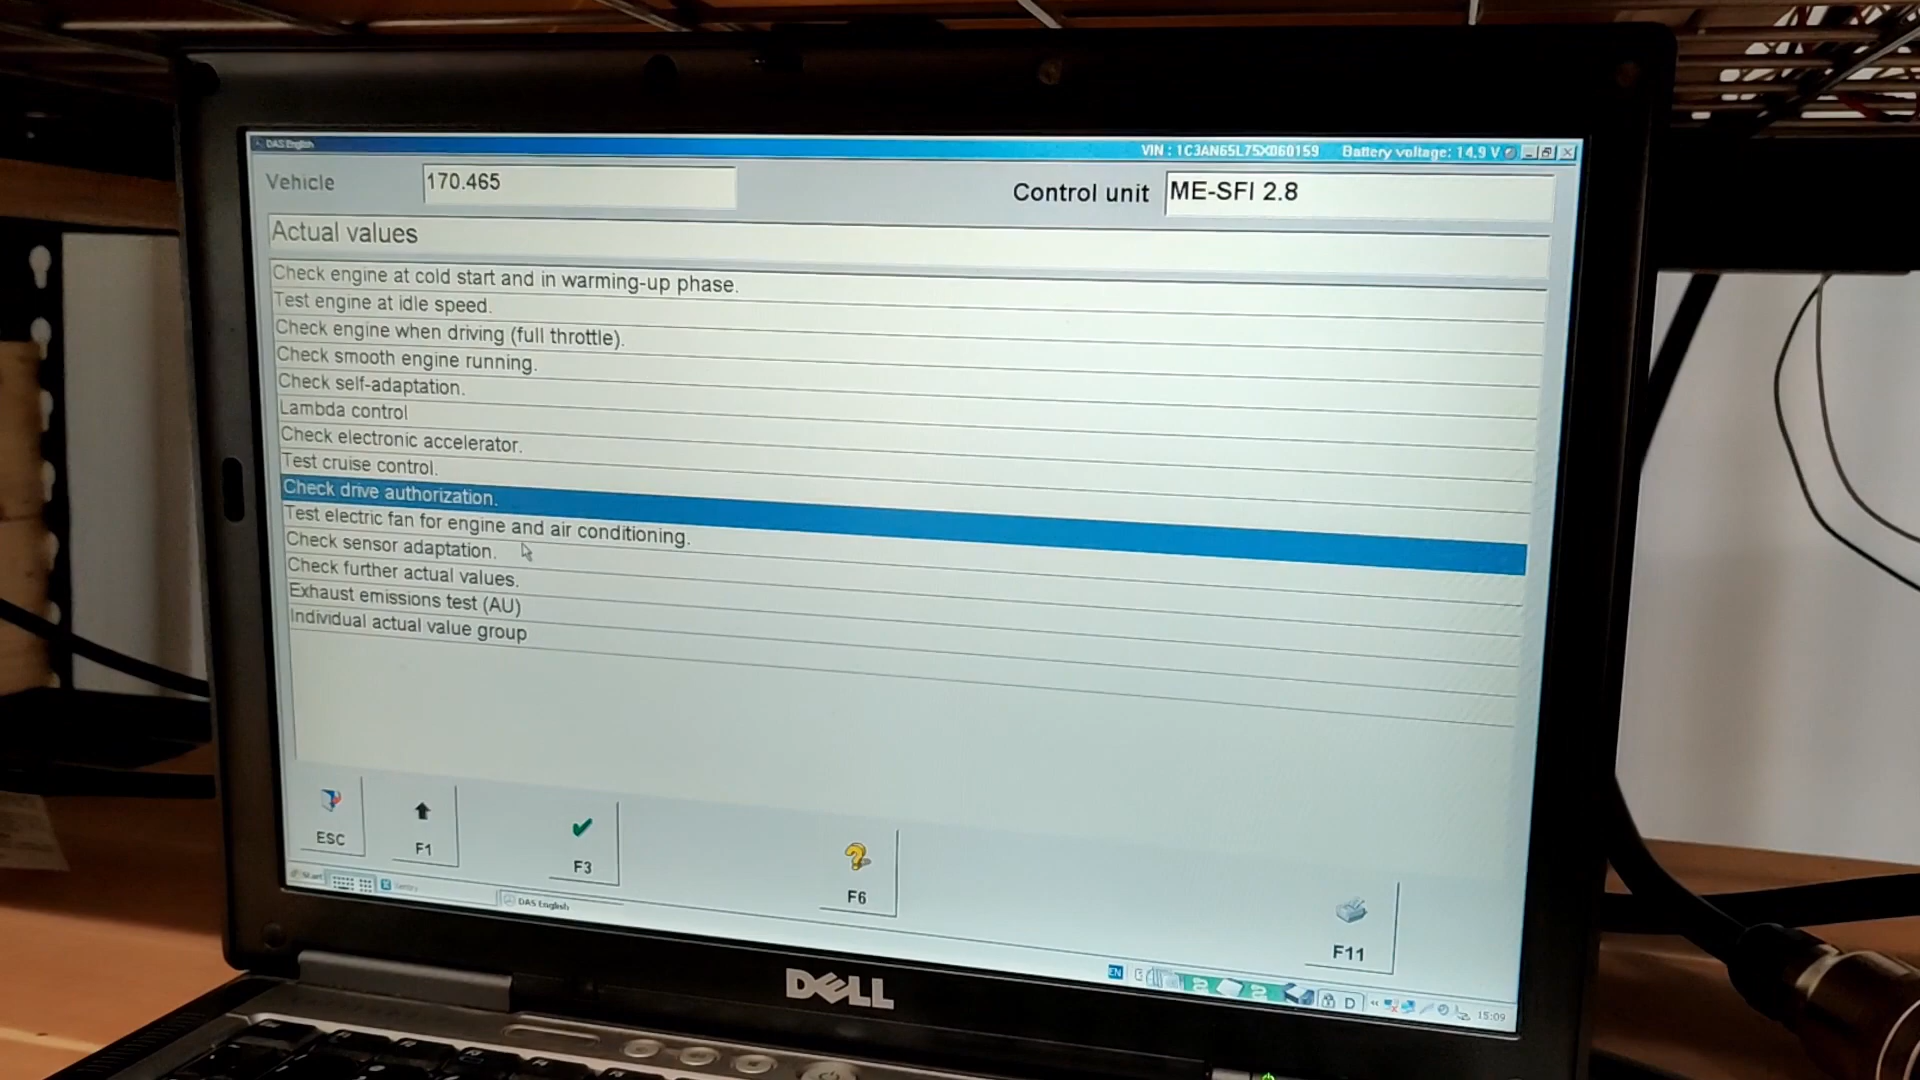 DAS English
VIN : 1C3AN65L75X060159 Battery voltage: 14.9 V
Vehicle 170.465 Control unit ME-SFI 2.8
Actual values
Check engine at cold start and in warming-up phase.
Test engine at idle speed.
Check engine when driving (full throttle).
Check smooth engine running.
Check self-adaptation.
Lambda control
Check electronic accelerator.
Test cruise control.
Check drive authorization.
Test electric fan for engine and air conditioning.
Check sensor adaptation.
Check further actual values.
Exhaust emissions test (AU)
Individual actual value group
ESC F1 F3 F6 F11
Start
DAS English
EN
D
15:09
DELL